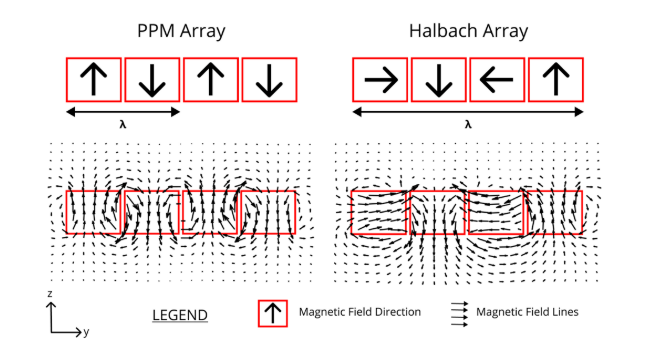 PPM Array
Halbach Array
λ
λ
z
y
LEGEND
Magnetic Field Direction
Magnetic Field Lines